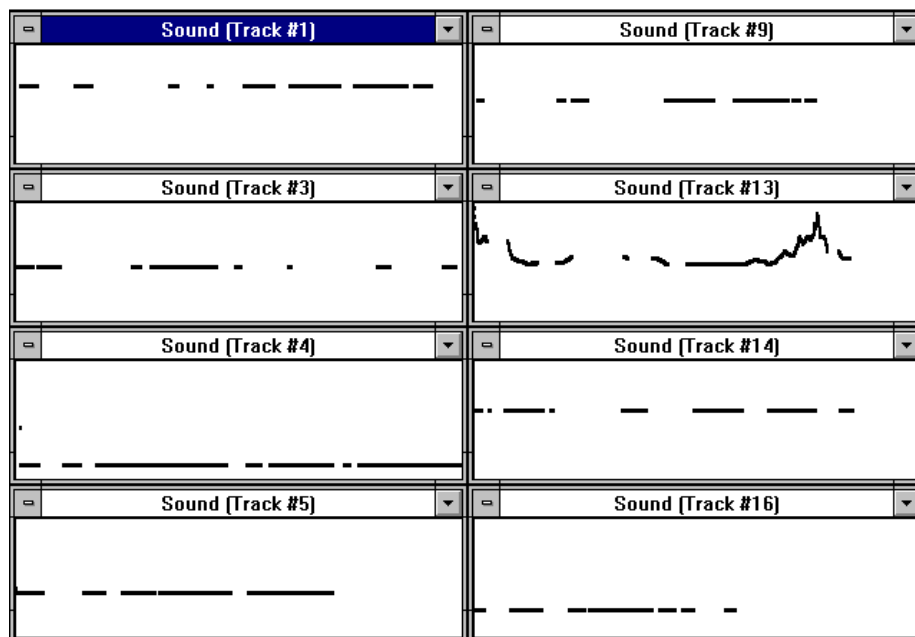 Sound (Track #1)
Sound (Track #9)
Sound (Track #3)
Sound (Track #13)
Sound (Track #4)
Sound (Track #14)
Sound (Track #5)
Sound (Track #16)